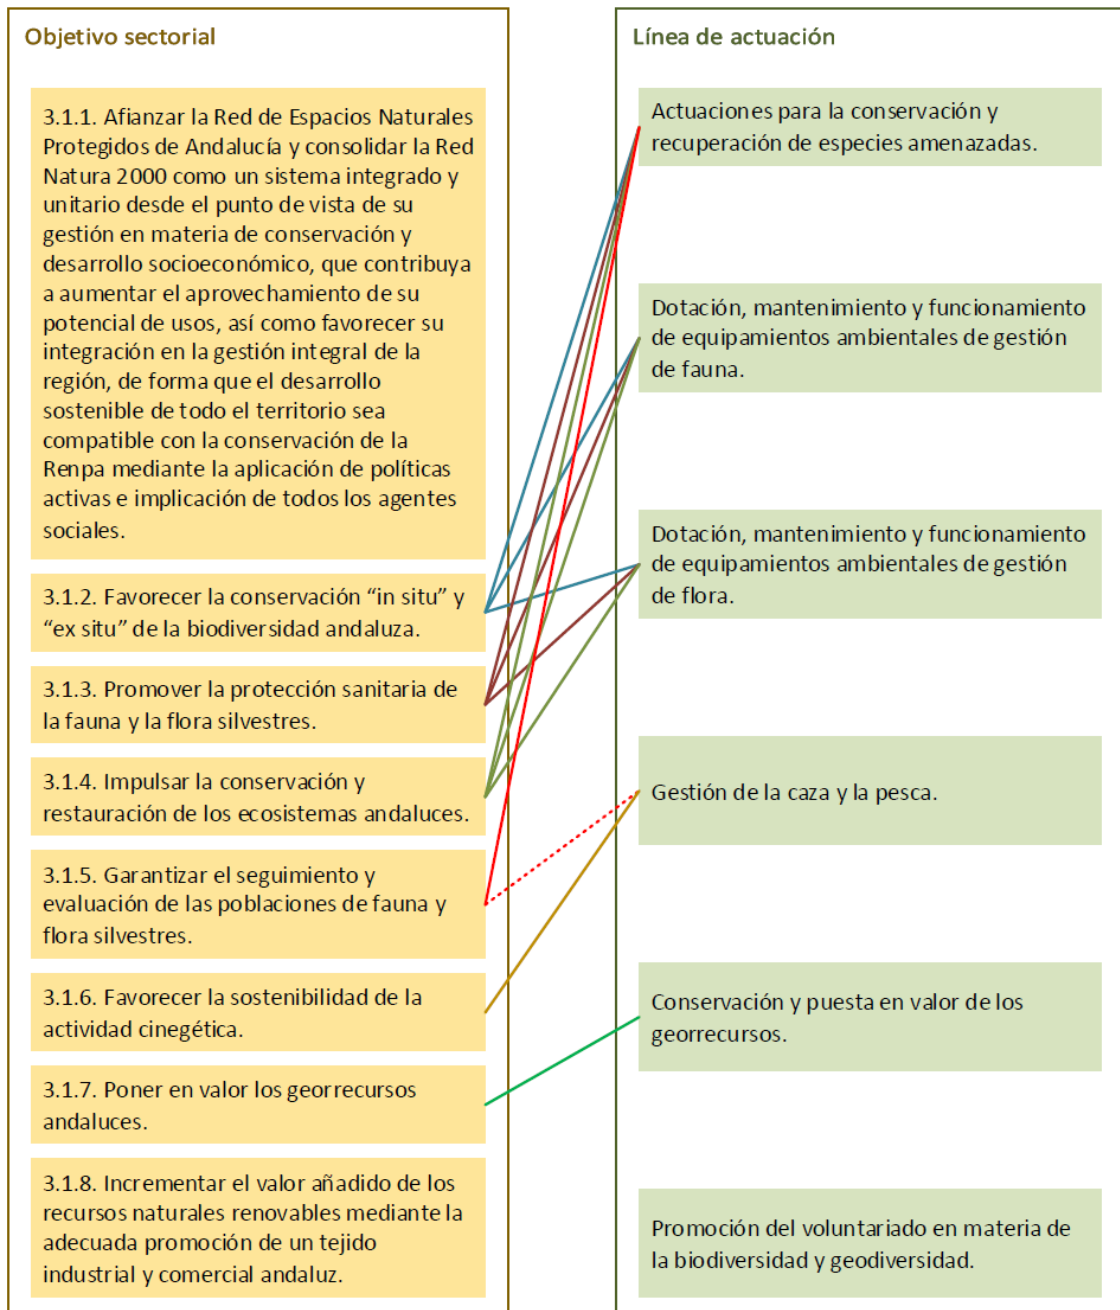 Objetivo sectorial
3.1.1. Afianzar la Red de Espacios Naturales
Protegidos de Andalucía y consolidar la Red
Natura 2000 como un sistema integrado y
unitario desde el punto de vista de su
gestión en materia de conservación y
desarrollo socioeconómico, que contribuya
a aumentar el aprovechamiento de su
potencial de usos, así como favorecer su
integración en la gestión integral de la
región, de forma que el desarrollo
sostenible de todo el territorio sea
compatible con la conservación de la
Renpa mediante la aplicación de políticas
activas e implicación de todos los agentes
sociales.
3.1.2. Favorecer la conservación “in situ” y
“ex situ” de la biodiversidad andaluza.
3.1.3. Promover la protección sanitaria de
la fauna y la flora silvestres.
3.1.4. Impulsar la conservación y
restauración de los ecosistemas andaluces.
3.1.5. Garantizar el seguimiento y
evaluación de las poblaciones de fauna y
flora silvestres.
3.1.6. Favorecer la sostenibilidad de la
actividad cinegética.
3.1.7. Poner en valor los georrecursos
andaluces.
3.1.8. Incrementar el valor añadido de los
recursos naturales renovables mediante la
adecuada promoción de un tejido
industrial y comercial andaluz.
Línea de actuación
Actuaciones para la conservación y
recuperación de especies amenazadas.
Dotación, mantenimiento y funcionamiento
de equipamientos ambientales de gestión
de fauna.
Dotación, mantenimiento y funcionamiento
de equipamientos ambientales de gestión
de flora.
Gestión de la caza y la pesca.
Conservación y puesta en valor de los
georrecursos.
Promoción del voluntariado en materia de
la biodiversidad y geodiversidad.